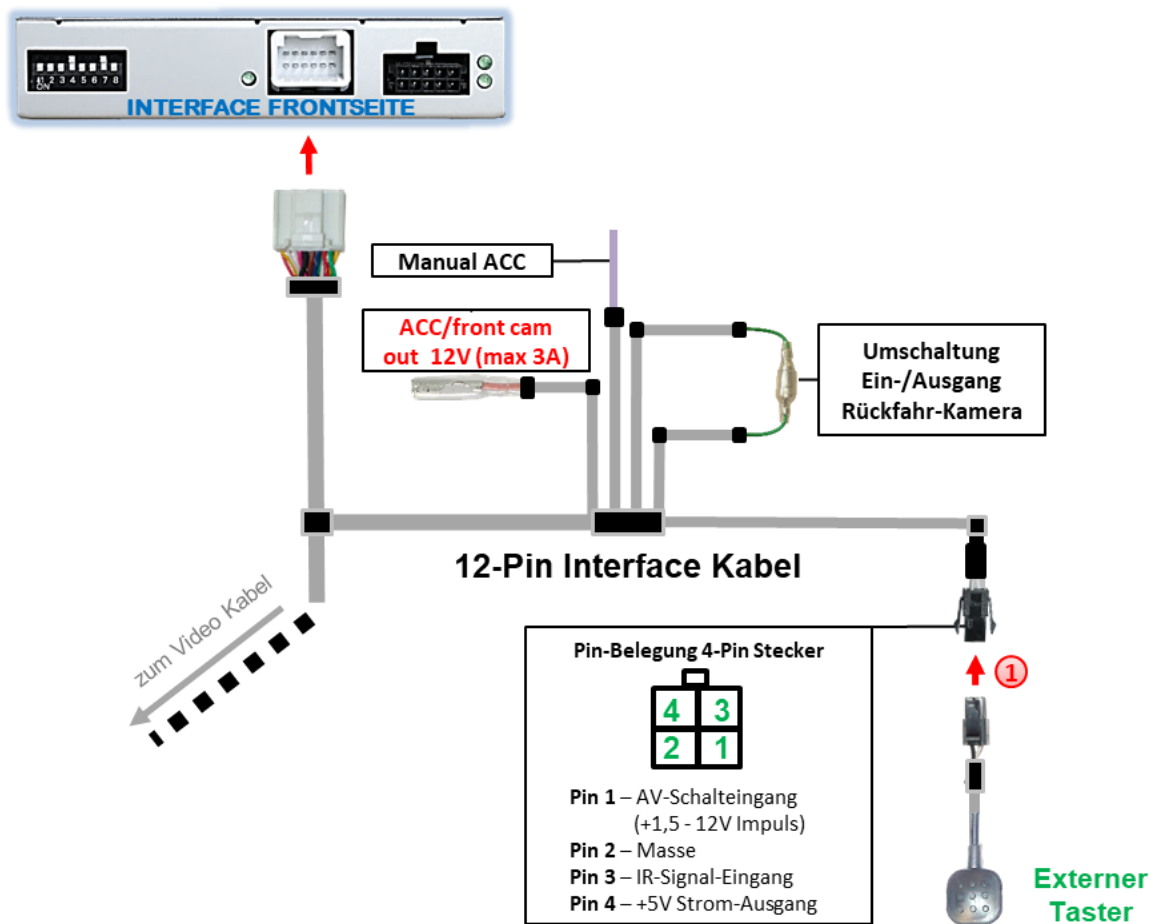 1 2 3 4 5 6 7 8
ON
INTERFACE FRONTSEITE
Manual ACC
ACC/front cam
out 12V (max 3A)
Umschaltung
Ein-/Ausgang
Rückfahr-Kamera
12-Pin Interface Kabel
zum Video Kabel
Pin-Belegung 4-Pin Stecker
4 3
2 1
Pin 1 – AV-Schalteingang
(+1,5 - 12V Impuls)
Pin 2 – Masse
Pin 3 – IR-Signal-Eingang
Pin 4 – +5V Strom-Ausgang
1
Externer
Taster